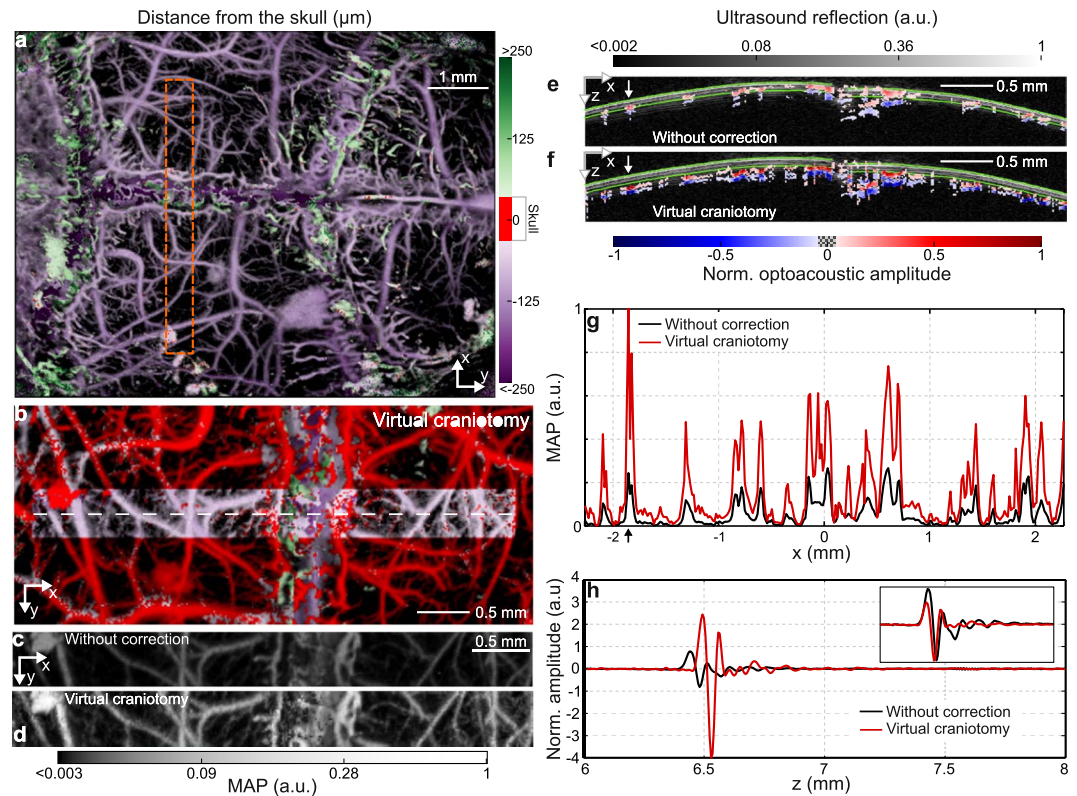 Distance from the skull (µm)
a
1 mm
>250
125
0
Skull
-125
<-250
x
y
b
Virtual craniotomy
x
y
0.5 mm
c
Without correction
0.5 mm
x
y
Virtual craniotomy
d
<0.003
0.09
0.28
1
MAP (a.u.)
Ultrasound reflection (a.u.)
<0.002
0.08
0.36
1
e
x
z
0.5 mm
Without correction
f
x
z
0.5 mm
Virtual craniotomy
-1
-0.5
0
0.5
1
Norm. optoacoustic amplitude
g
1
0
MAP (a.u.)
Without correction
Virtual craniotomy
-2
-1
0
1
2
x (mm)
h
4
3
2
1
0
-1
-2
-3
-4
Norm. amplitude (a.u)
Without correction
Virtual craniotomy
6
6.5
7
7.5
8
z (mm)